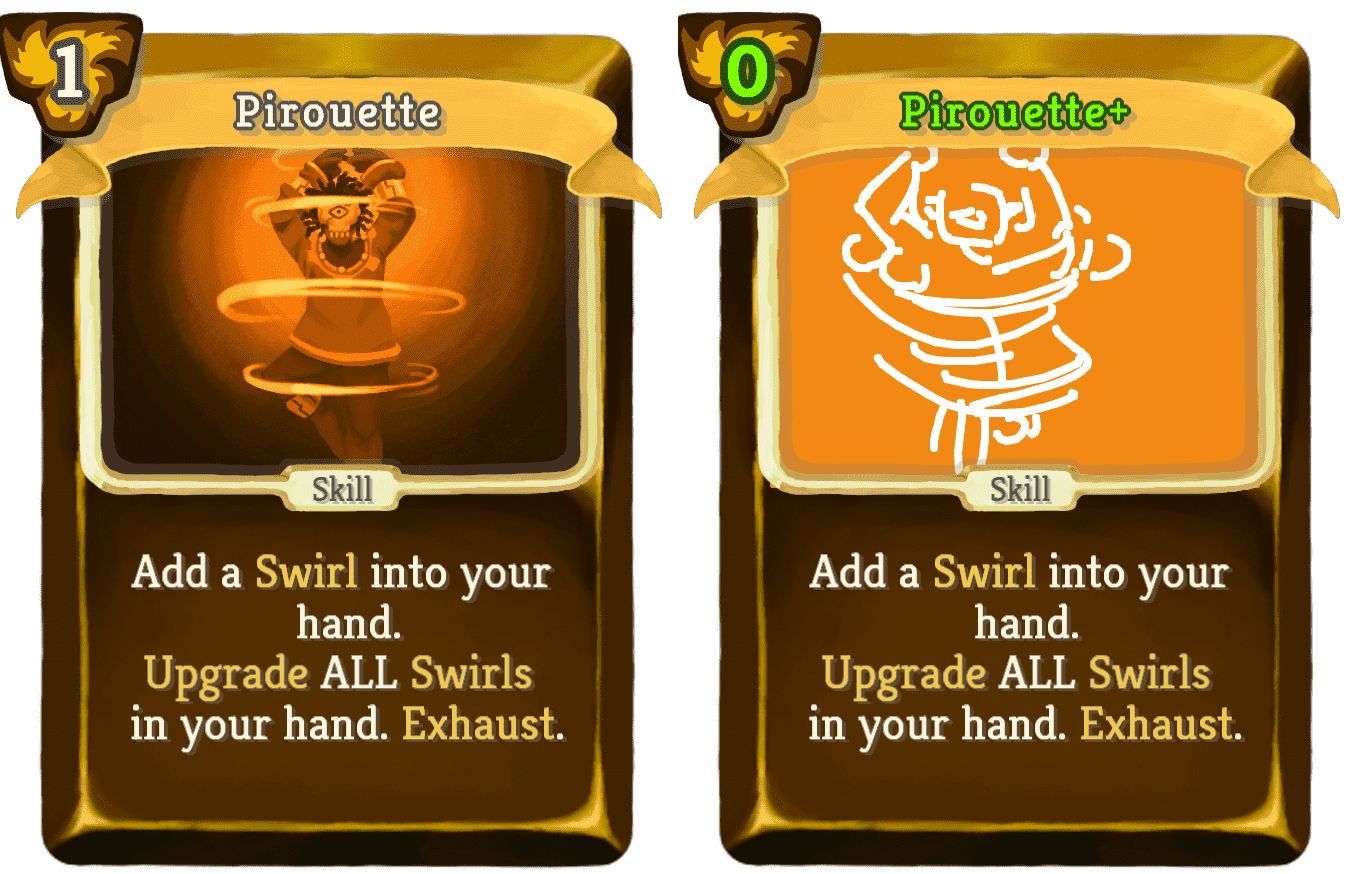 1
Pirouette
Skill
Add a Swirl into your
hand.
Upgrade ALL Swirls
in your hand. Exhaust.
0
Pirouette+
Skill
Add a Swirl into your
hand.
Upgrade ALL Swirls
in your hand. Exhaust.